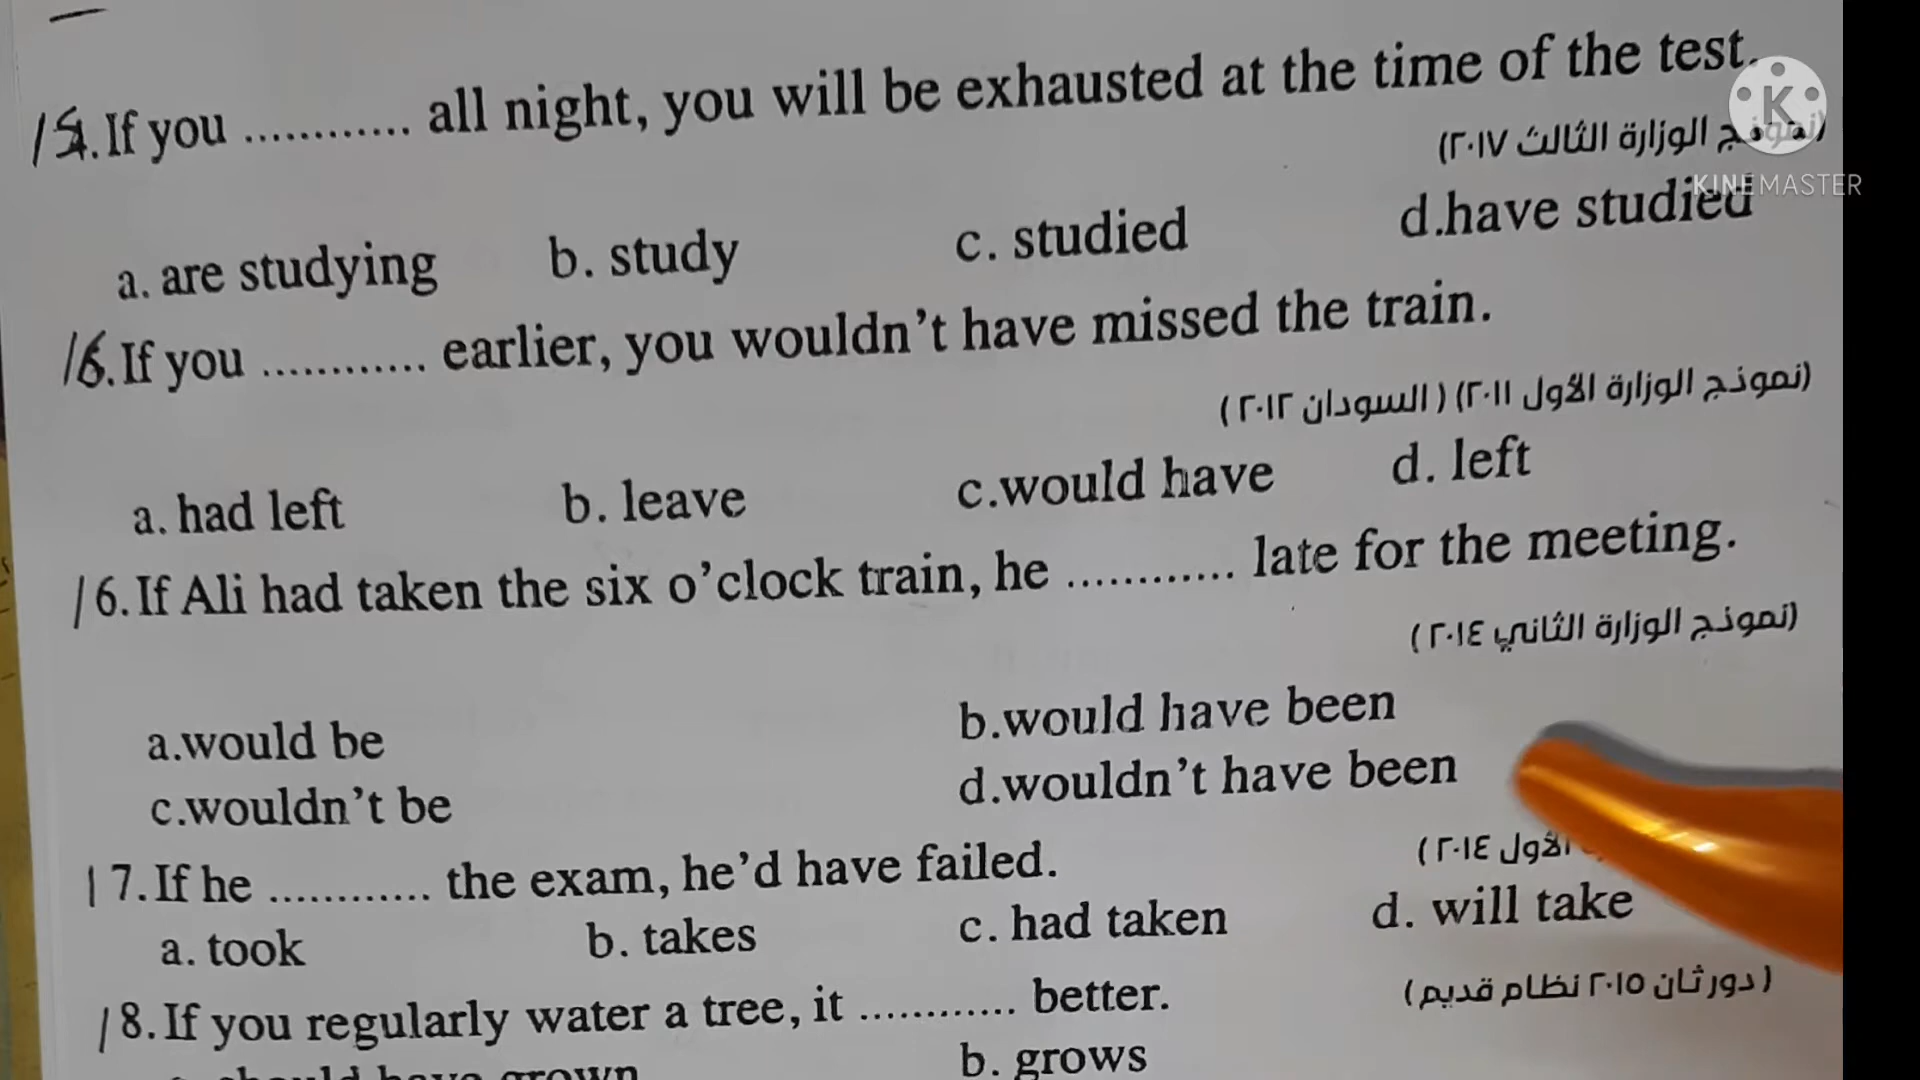 15.If you ............ all night, you will be exhausted at the time of the test.
(نموذج الوزارة الثالث ٢٠١٧)
K
KINEMASTER
a. are studying b. study c. studied d.have studied
16.If you ............ earlier, you wouldn't have missed the train.
(نموذج الوزارة الأول ٢٠١١) (السودان ٢٠١٢)
a. had left b. leave c.would have d. left
16.If Ali had taken the six o'clock train, he ............ late for the meeting.
(نموذج الوزارة الثاني ٢٠١٤)
a.would be b.would have been
c.wouldn't be d.wouldn't have been
17.If he ............ the exam, he'd have failed.
الأول ٢٠١٤)
a. took b. takes c. had taken d. will take
18.If you regularly water a tree, it ............ better.
(دور ثان ٢٠١٥ نظام قديم)
should have grown b. grows